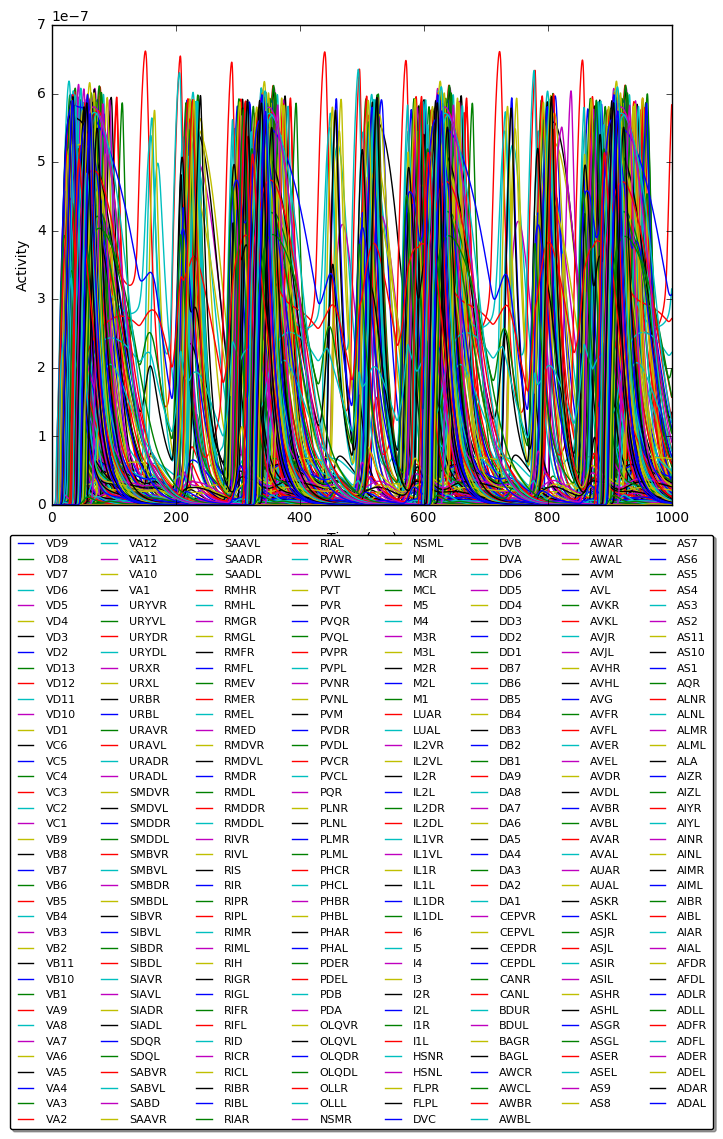 1e−7
7
6
5
4
3
2
1
0
Activity
0
200
400
600
800
1000
VD9
VD8
VD7
VD6
VD5
VD4
VD3
VD2
VD13
VD12
VD11
VD10
VD1
VC6
VC5
VC4
VC3
VC2
VC1
VB9
VB8
VB7
VB6
VB5
VB4
VB3
VB2
VB11
VB10
VB1
VA9
VA8
VA7
VA6
VA5
VA4
VA3
VA2
VA12
VA11
VA10
VA1
URYVR
URYVL
URYDR
URYDL
URXR
URXL
URBR
URBL
URAVR
URAVL
URADR
URADL
SMDVR
SMDVL
SMDDR
SMDDL
SMBVR
SMBVL
SMBDR
SMBDL
SIBVR
SIBVL
SIBDR
SIBDL
SIAVR
SIAVL
SIADR
SIADL
SDQR
SDQL
SABVR
SABVL
SABD
SAAVR
SAAVL
SAADR
SAADL
RMHR
RMHL
RMGR
RMGL
RMFR
RMFL
RMEV
RMER
RMEL
RMED
RMDVR
RMDVL
RMDR
RMDL
RMDDR
RMDDL
RIVR
RIVL
RIS
RIR
RIPR
RIPL
RIMR
RIML
RIH
RIGR
RIGL
RIFR
RIFL
RID
RICR
RICL
RIBR
RIBL
RIAR
RIAL
PVWR
PVWL
PVT
PVR
PVQR
PVQL
PVPR
PVPL
PVNR
PVNL
PVM
PVDR
PVDL
PVCR
PVCL
PQR
PLNR
PLNL
PLMR
PLML
PHCR
PHCL
PHBR
PHBL
PHAR
PHAL
PDER
PDEL
PDB
PDA
OLQVR
OLQVL
OLQDR
OLQDL
OLLR
OLLL
NSMR
NSML
MI
MCR
MCL
M5
M4
M3R
M3L
M2R
M2L
M1
LUAR
LUAL
IL2VR
IL2VL
IL2R
IL2L
IL2DR
IL2DL
IL1VR
IL1VL
IL1R
IL1L
IL1DR
IL1DL
I6
I5
I4
I3
I2R
I2L
I1R
I1L
HSNR
HSNL
FLPR
FLPL
DVC
DVB
DVA
DD6
DD5
DD4
DD3
DD2
DD1
DB7
DB6
DB5
DB4
DB3
DB2
DB1
DA9
DA8
DA7
DA6
DA5
DA4
DA3
DA2
DA1
CEPVR
CEPVL
CEPDR
CEPDL
CANR
CANL
BDUR
BDUL
BAGR
BAGL
AWCR
AWCL
AWBR
AWBL
AWAR
AWAL
AVM
AVL
AVKR
AVKL
AVJR
AVJL
AVHR
AVHL
AVG
AVFR
AVFL
AVER
AVEL
AVDR
AVDL
AVBR
AVBL
AVAR
AVAL
AUAR
AUAL
ASKR
ASKL
ASJR
ASJL
ASIR
ASIL
ASHR
ASHL
ASGR
ASGL
ASER
ASEL
AS9
AS8
AS7
AS6
AS5
AS4
AS3
AS2
AS11
AS10
AS1
AQR
ALNR
ALNL
ALMR
ALML
ALA
AIZR
AIZL
AIYR
AIYL
AINR
AINL
AIMR
AIML
AIBR
AIBL
AIAR
AIAL
AFDR
AFDL
ADLR
ADLL
ADFR
ADFL
ADER
ADEL
ADAR
ADAL